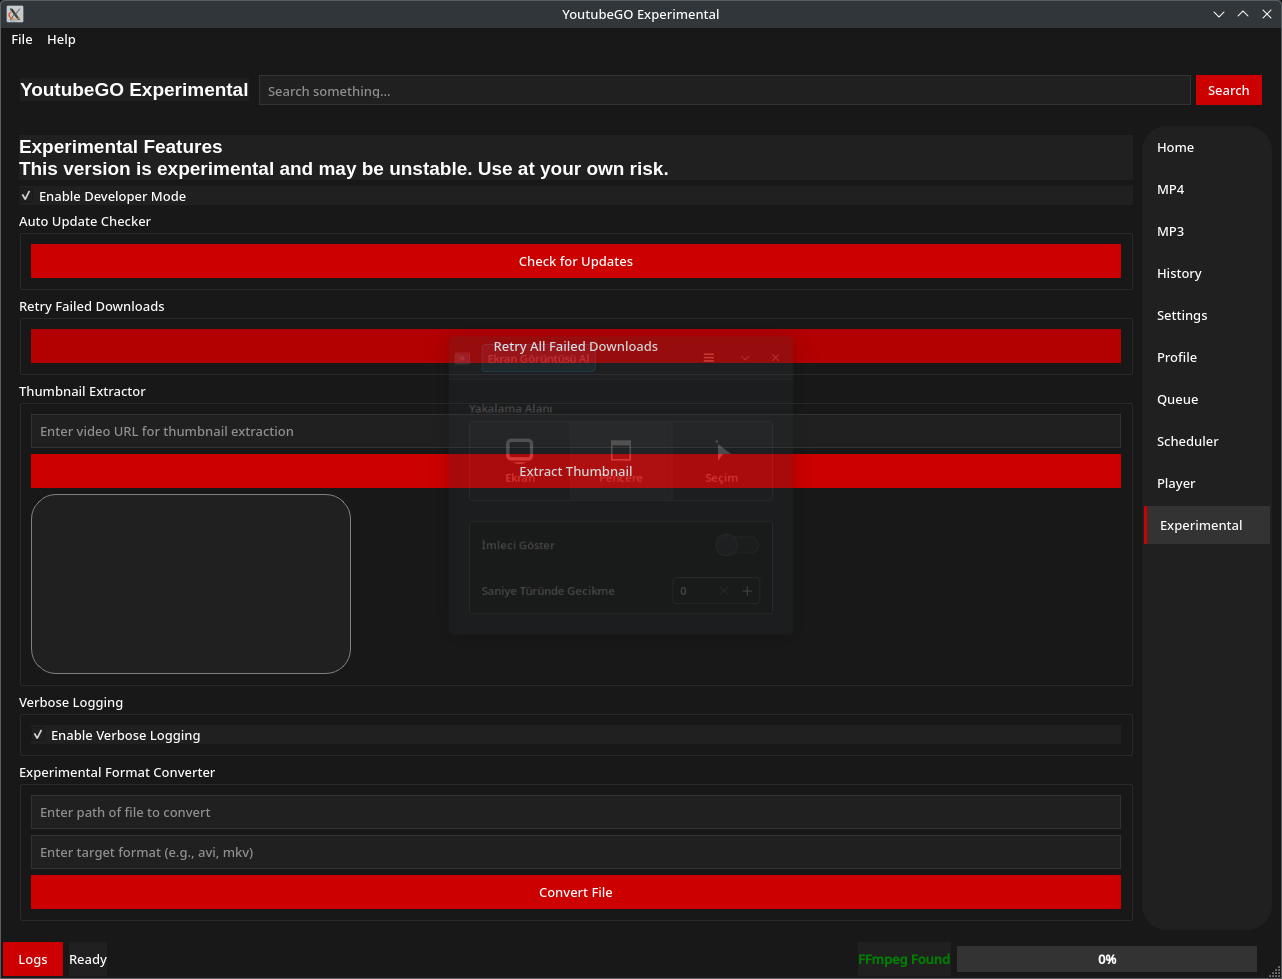 YoutubeGO Experimental
File Help
YoutubeGO Experimental
Search something...
Search
Experimental Features
This version is experimental and may be unstable. Use at your own risk.
Enable Developer Mode
Auto Update Checker
Check for Updates
Retry Failed Downloads
Retry All Failed Downloads
Ekran Görüntüsü Al
Thumbnail Extractor
Yakalama Alanı
Enter video URL for thumbnail extraction
Extract Thumbnail
Ekran Pencere Seçim
İmleci Göster
Saniye Türünde Gecikme 0
Verbose Logging
Enable Verbose Logging
Experimental Format Converter
Enter path of file to convert
Enter target format (e.g., avi, mkv)
Convert File
Home
MP4
MP3
History
Settings
Profile
Queue
Scheduler
Player
Experimental
Logs Ready
FFmpeg Found 0%